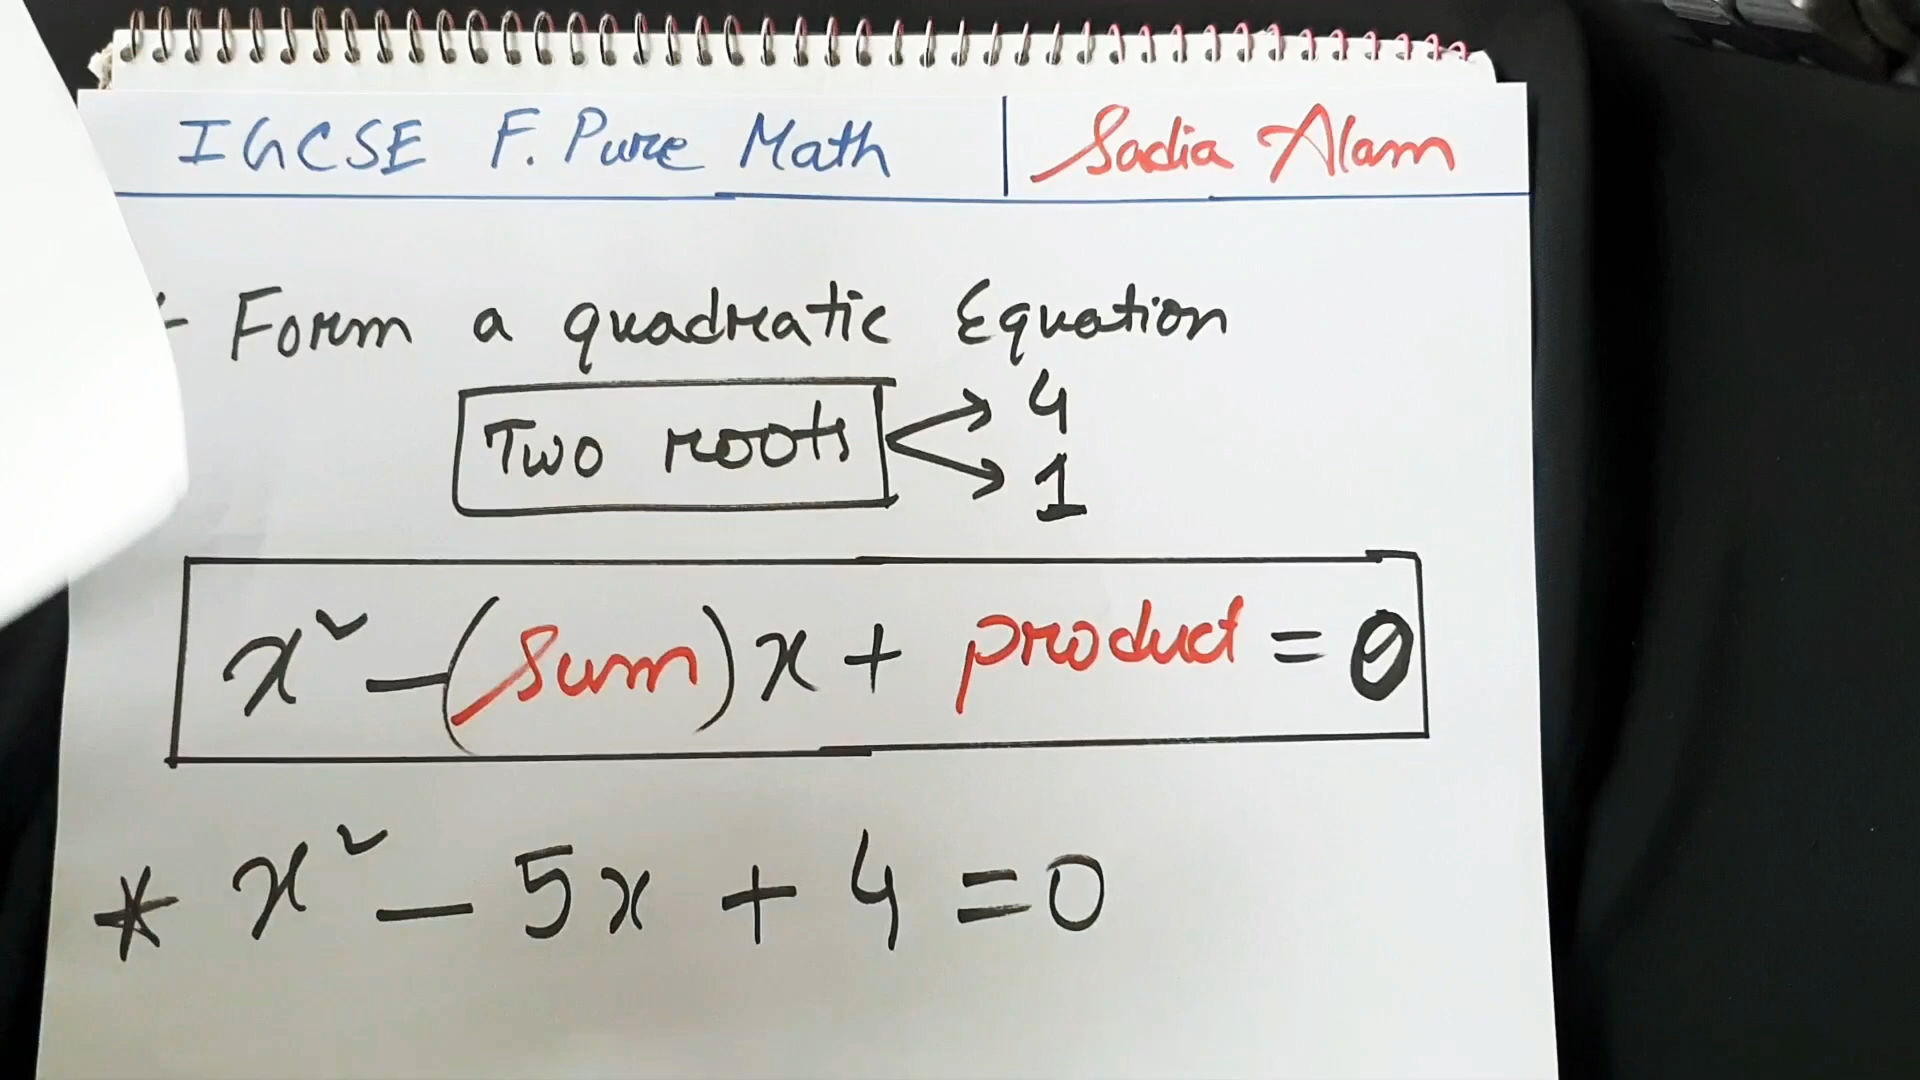 IGCSE F. Pure Math | Sadia Alam
Form a quadratic Equation
Two roots → 4
→ 1
x² - (sum)x + product = 0
* x² - 5x + 4 = 0